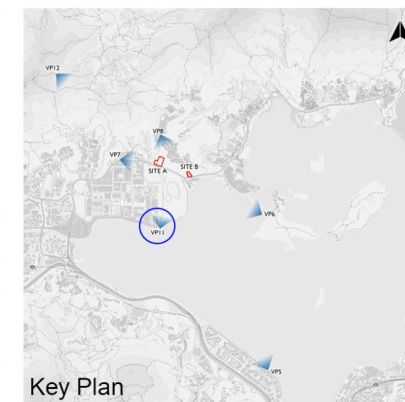 VP12
VP8
VP7
SITE A
SITE B
VP11
VP6
VP5
Key Plan